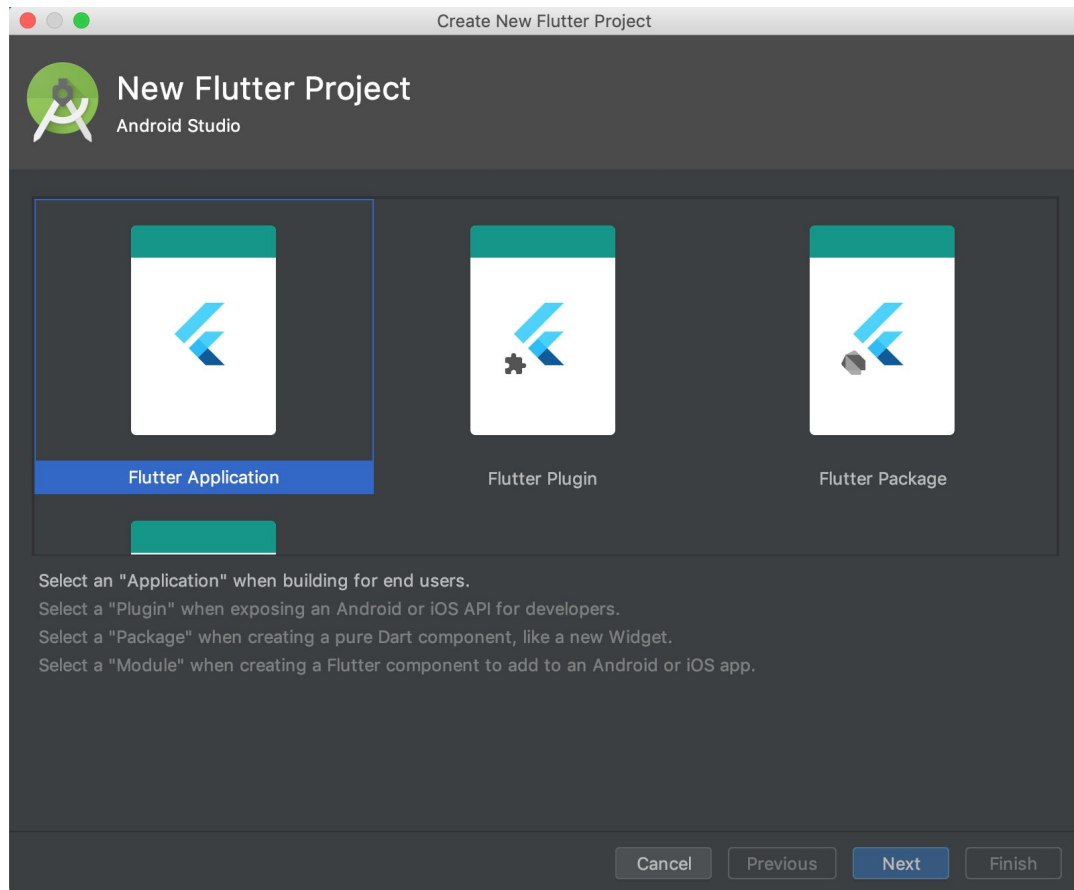 Create New Flutter Project
New Flutter Project
Android Studio
Flutter Application
Flutter Plugin
Flutter Package
Select an "Application" when building for end users.
Select a "Plugin" when exposing an Android or iOS API for developers.
Select a "Package" when creating a pure Dart component, like a new Widget.
Select a "Module" when creating a Flutter component to add to an Android or iOS app.
Cancel
Previous
Next
Finish